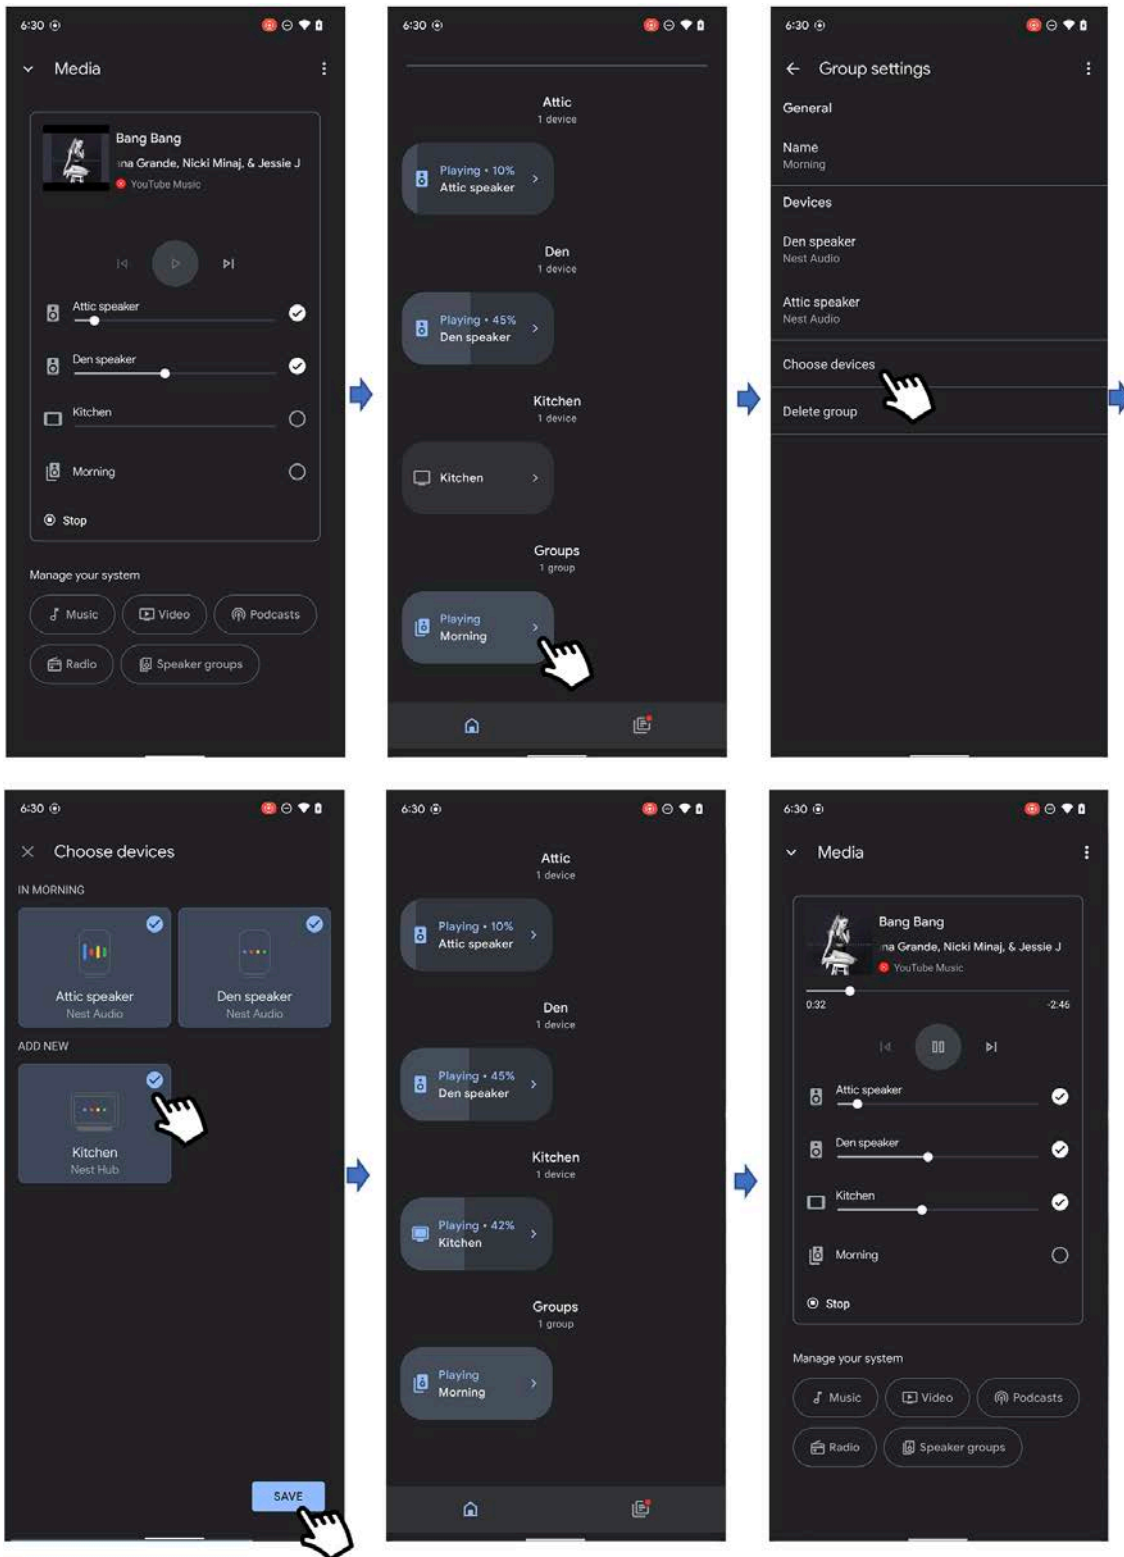 6:30
Media
Bang Bang
na Grande, Nicki Minaj, & Jessie J
YouTube Music
Attic speaker
Den speaker
Kitchen
Morning
Stop
Manage your system
Music
Video
Podcasts
Radio
Speaker groups
6:30
Attic
1 device
Playing • 10%
Attic speaker
Den
1 device
Playing • 45%
Den speaker
Kitchen
1 device
Kitchen
Groups
1 group
Playing
Morning
6:30
Group settings
General
Name
Morning
Devices
Den speaker
Nest Audio
Attic speaker
Nest Audio
Choose devices
Delete group
6:30
Choose devices
IN MORNING
Attic speaker
Nest Audio
Den speaker
Nest Audio
ADD NEW
Kitchen
Nest Hub
SAVE
6:30
Attic
1 device
Playing • 10%
Attic speaker
Den
1 device
Playing • 45%
Den speaker
Kitchen
1 device
Playing • 42%
Kitchen
Groups
1 group
Playing
Morning
6:30
Media
Bang Bang
na Grande, Nicki Minaj, & Jessie J
YouTube Music
0:32
-2:46
Attic speaker
Den speaker
Kitchen
Morning
Stop
Manage your system
Music
Video
Podcasts
Radio
Speaker groups